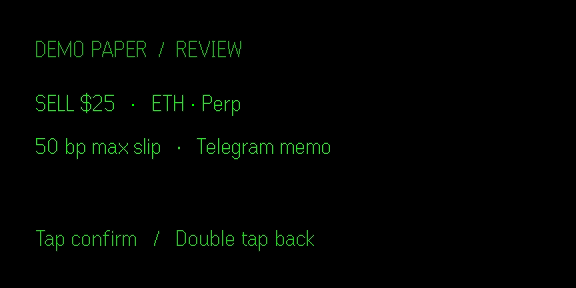 DEMO PAPER / REVIEW
SELL $25 · ETH · Perp
50 bp max slip · Telegram memo
Tap confirm / Double tap back